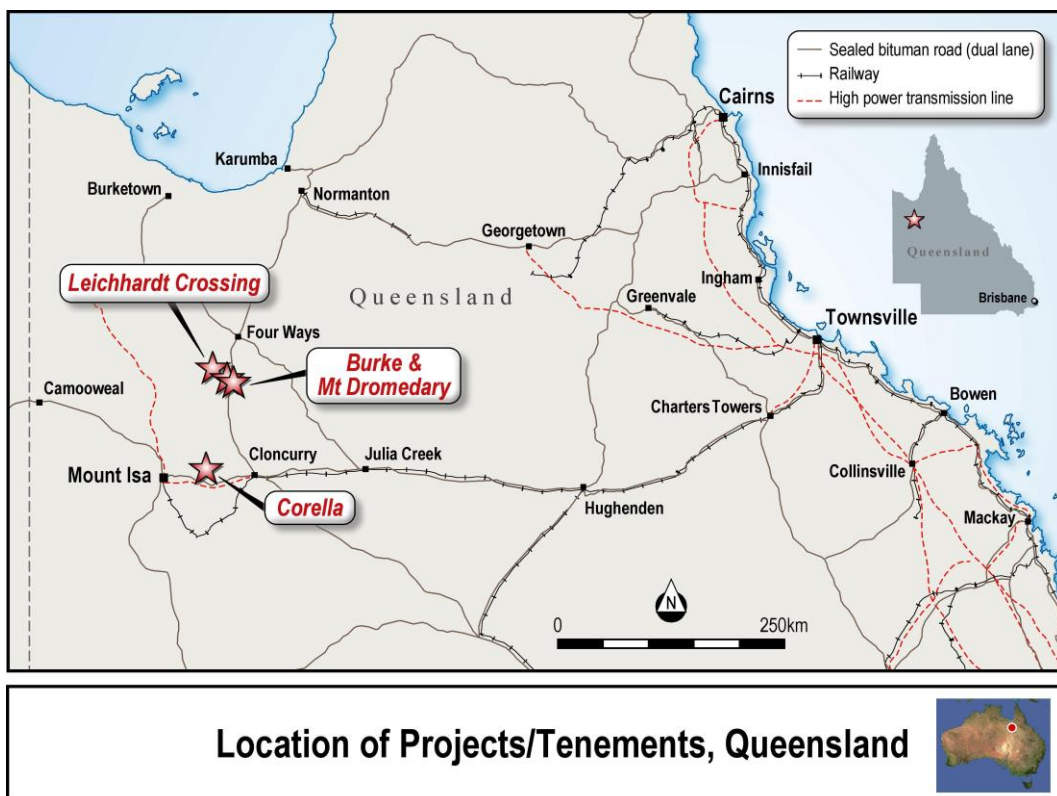 Sealed bituman road (dual lane)
Railway
High power transmission line
Cairns
Karumba
Innisfail
Burketown
Normanton
Georgetown
Queensland
Brisbane
Leichhardt Crossing
Queensland
Ingham
Greenvale
Townsville
Four Ways
Burke &
Mt Dromedary
Camooweal
Bowen
Charters Towers
Julia Creek
Cloncurry
Collinsville
Mount Isa
Hughenden
Corella
Mackay
N
0
250km
Location of Projects/Tenements, Queensland